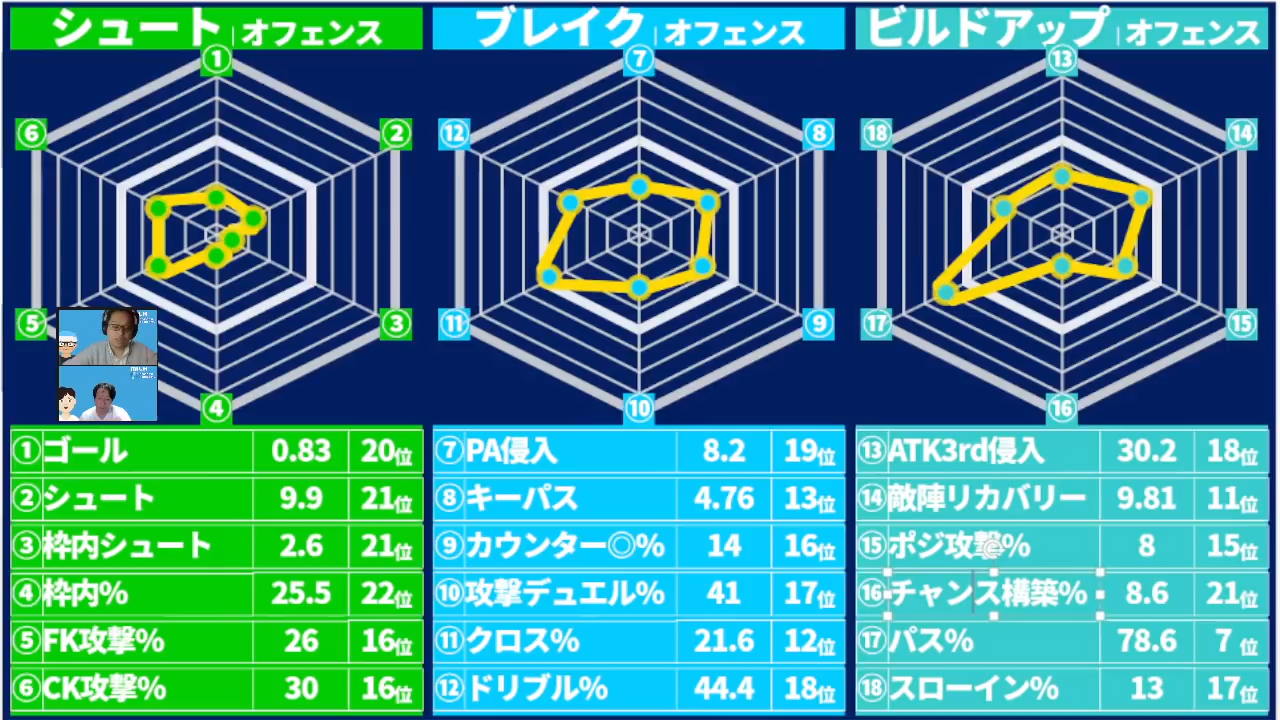 シュート | オフェンス
①
②
③
④
⑤
⑥
①ゴール 0.83 20位
②シュート 9.9 21位
③枠内シュート 2.6 21位
④枠内% 25.5 22位
⑤FK攻撃% 26 16位
⑥CK攻撃% 30 16位
ブレイク | オフェンス
⑦
⑧
⑨
⑩
⑪
⑫
⑦PA侵入 8.2 19位
⑧キーパス 4.76 13位
⑨カウンター◎% 14 16位
⑩攻撃デュエル% 41 17位
⑪クロス% 21.6 12位
⑫ドリブル% 44.4 18位
ビルドアップ | オフェンス
⑬
⑭
⑮
⑯
⑰
⑱
⑬ATK3rd侵入 30.2 18位
⑭敵陣リカバリー 9.81 11位
⑮ポジ攻撃% 8 15位
⑯チャンス構築% 8.6 21位
⑰パス% 78.6 7位
⑱スローイン% 13 17位